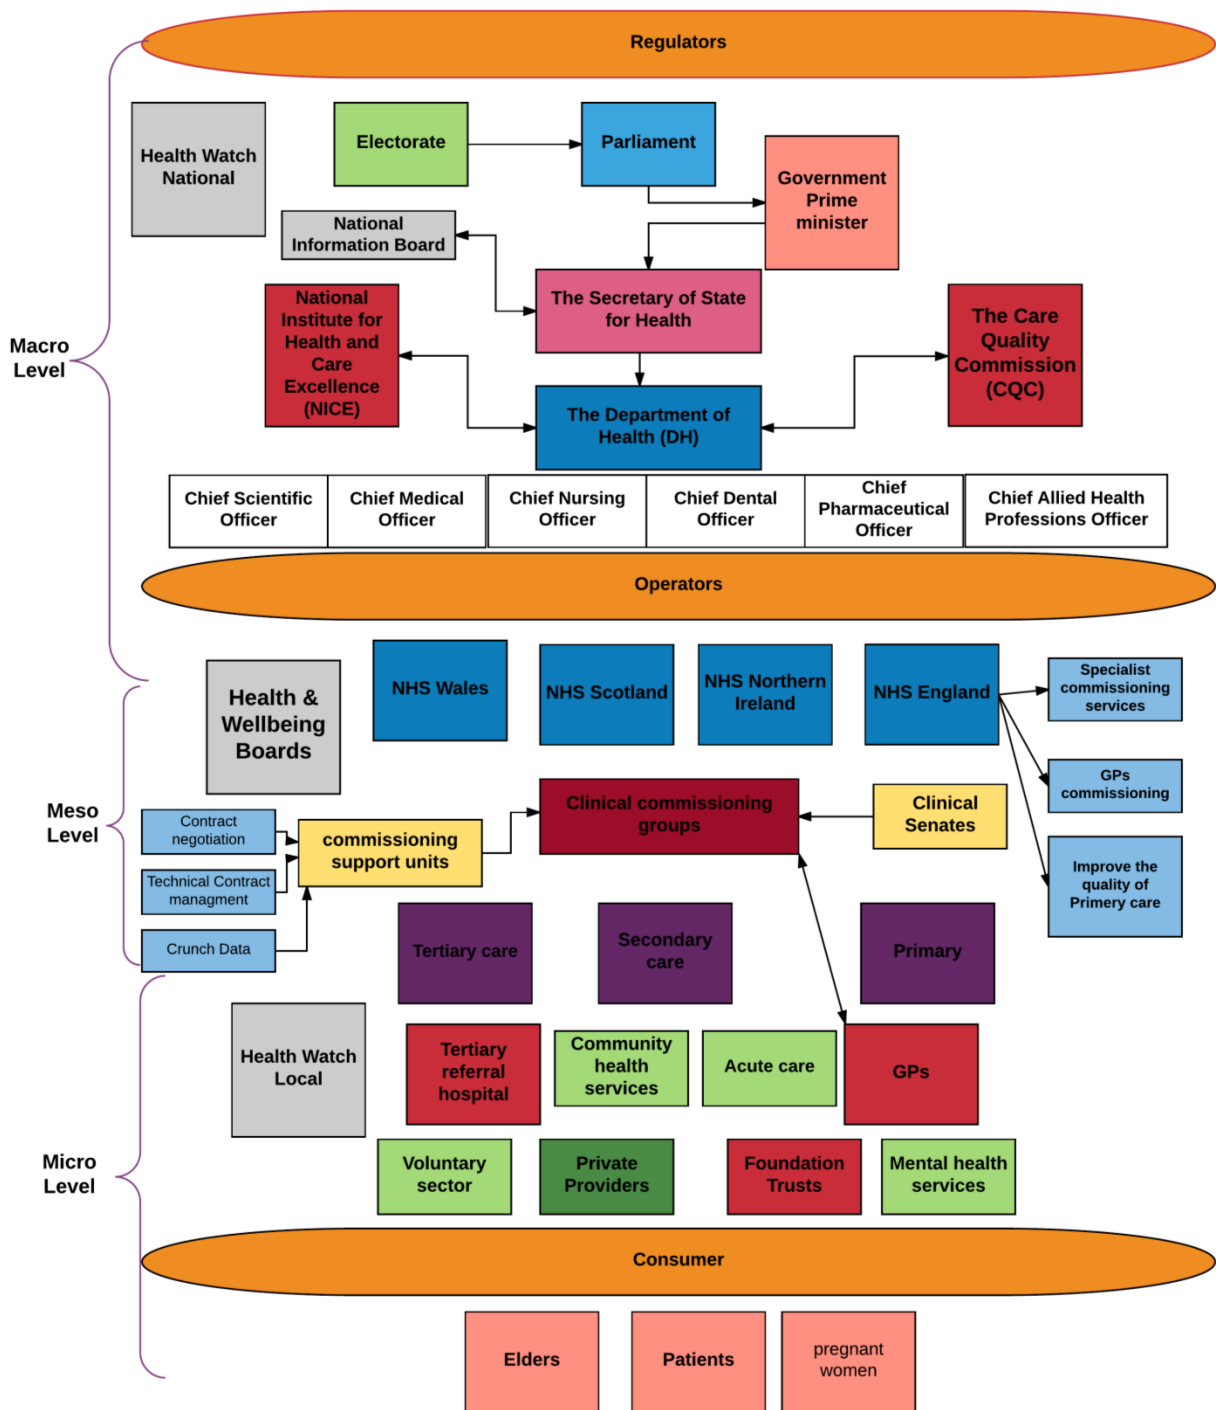 Regulators
Health Watch
National
Electorate
Parliament
Government
Prime
minister
National
Information Board
The Secretary of State
for Health
National
Institute for
Health and
Care
Excellence
(NICE)
The Care
Quality
Commission
(CQC)
Macro
Level
The Department of
Health (DH)
Chief Scientific
Officer
Chief Medical
Officer
Chief Nursing
Officer
Chief Dental
Officer
Chief
Pharmaceutical
Officer
Chief Allied Health
Professions Officer
Operators
Health &
Wellbeing
Boards
NHS Wales
NHS Scotland
NHS Northern
Ireland
NHS England
Specialist
commissioning
services
GPs
commissioning
Improve the
quality of
Primery care
Meso
Level
Contract
negotiation
Technical Contract
managment
Crunch Data
commissioning
support units
Clinical commissioning
groups
Clinical
Senates
Tertiary care
Secondary
care
Primary
Health Watch
Local
Tertiary
referral
hospital
Community
health
services
Acute care
GPs
Micro
Level
Voluntary
sector
Private
Providers
Foundation
Trusts
Mental health
services
Consumer
Elders
Patients
pregnant
women